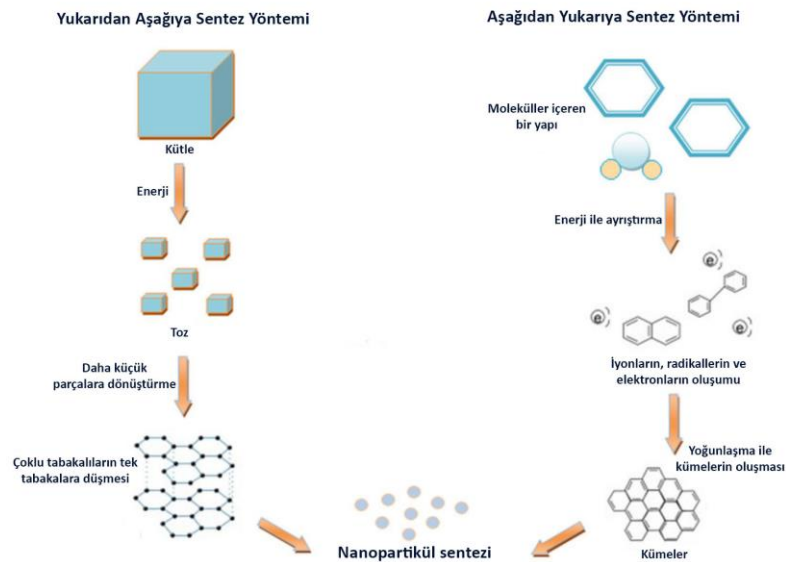 Yukarıdan Aşağıya Sentez Yöntemi
Kütle
Enerji
Toz
Daha küçük
parçalara dönüştürme
Çoklu tabakalıların tek
tabakalara düşmesi
Aşağıdan Yukarıya Sentez Yöntemi
Moleküller içeren
bir yapı
Enerji ile ayrıştırma
e
e
e
İyonların, radikallerin ve
elektronların oluşumu
Yoğunlaşma ile
kümelerin oluşması
Kümeler
Nanopartikül sentezi